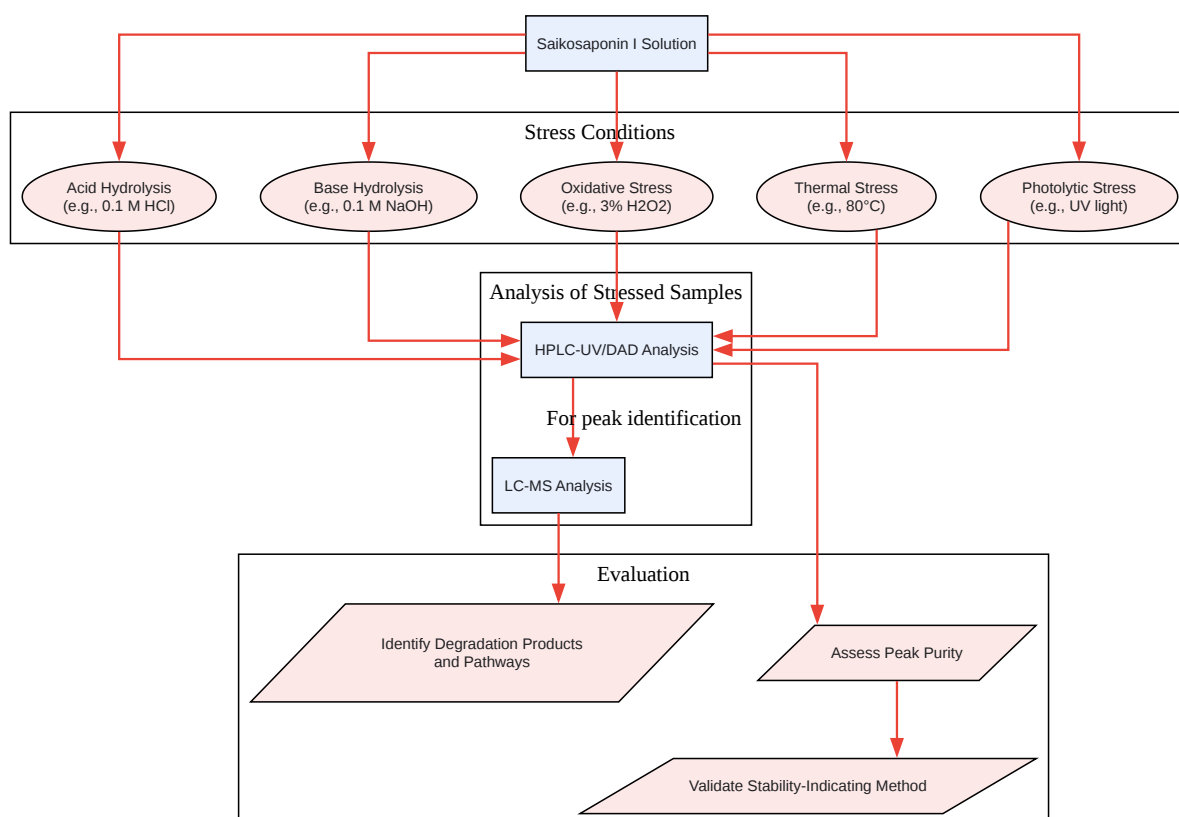 Saikosaponin I Solution
Stress Conditions
Acid Hydrolysis
(e.g., 0.1 M HCl)
Base Hydrolysis
(e.g., 0.1 M NaOH)
Oxidative Stress
(e.g., 3% H2O2)
Thermal Stress
(e.g., 80°C)
Photolytic Stress
(e.g., UV light)
Analysis of Stressed Samples
HPLC-UV/DAD Analysis
For peak identification
LC-MS Analysis
Evaluation
Identify Degradation Products
and Pathways
Assess Peak Purity
Validate Stability-Indicating Method